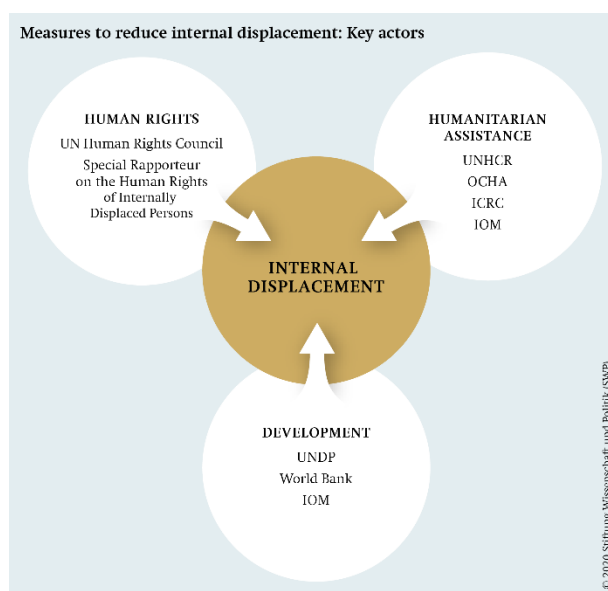 Measures to reduce internal displacement: Key actors
HUMAN RIGHTS
UN Human Rights Council
Special Rapporteur
on the Human Rights
of Internally
Displaced Persons
HUMANITARIAN
ASSISTANCE
UNHCR
OCHA
ICRC
IOM
INTERNAL
DISPLACEMENT
DEVELOPMENT
UNDP
World Bank
IOM
© 2020 Stiftung Wissenschaft und Politik (SWP)